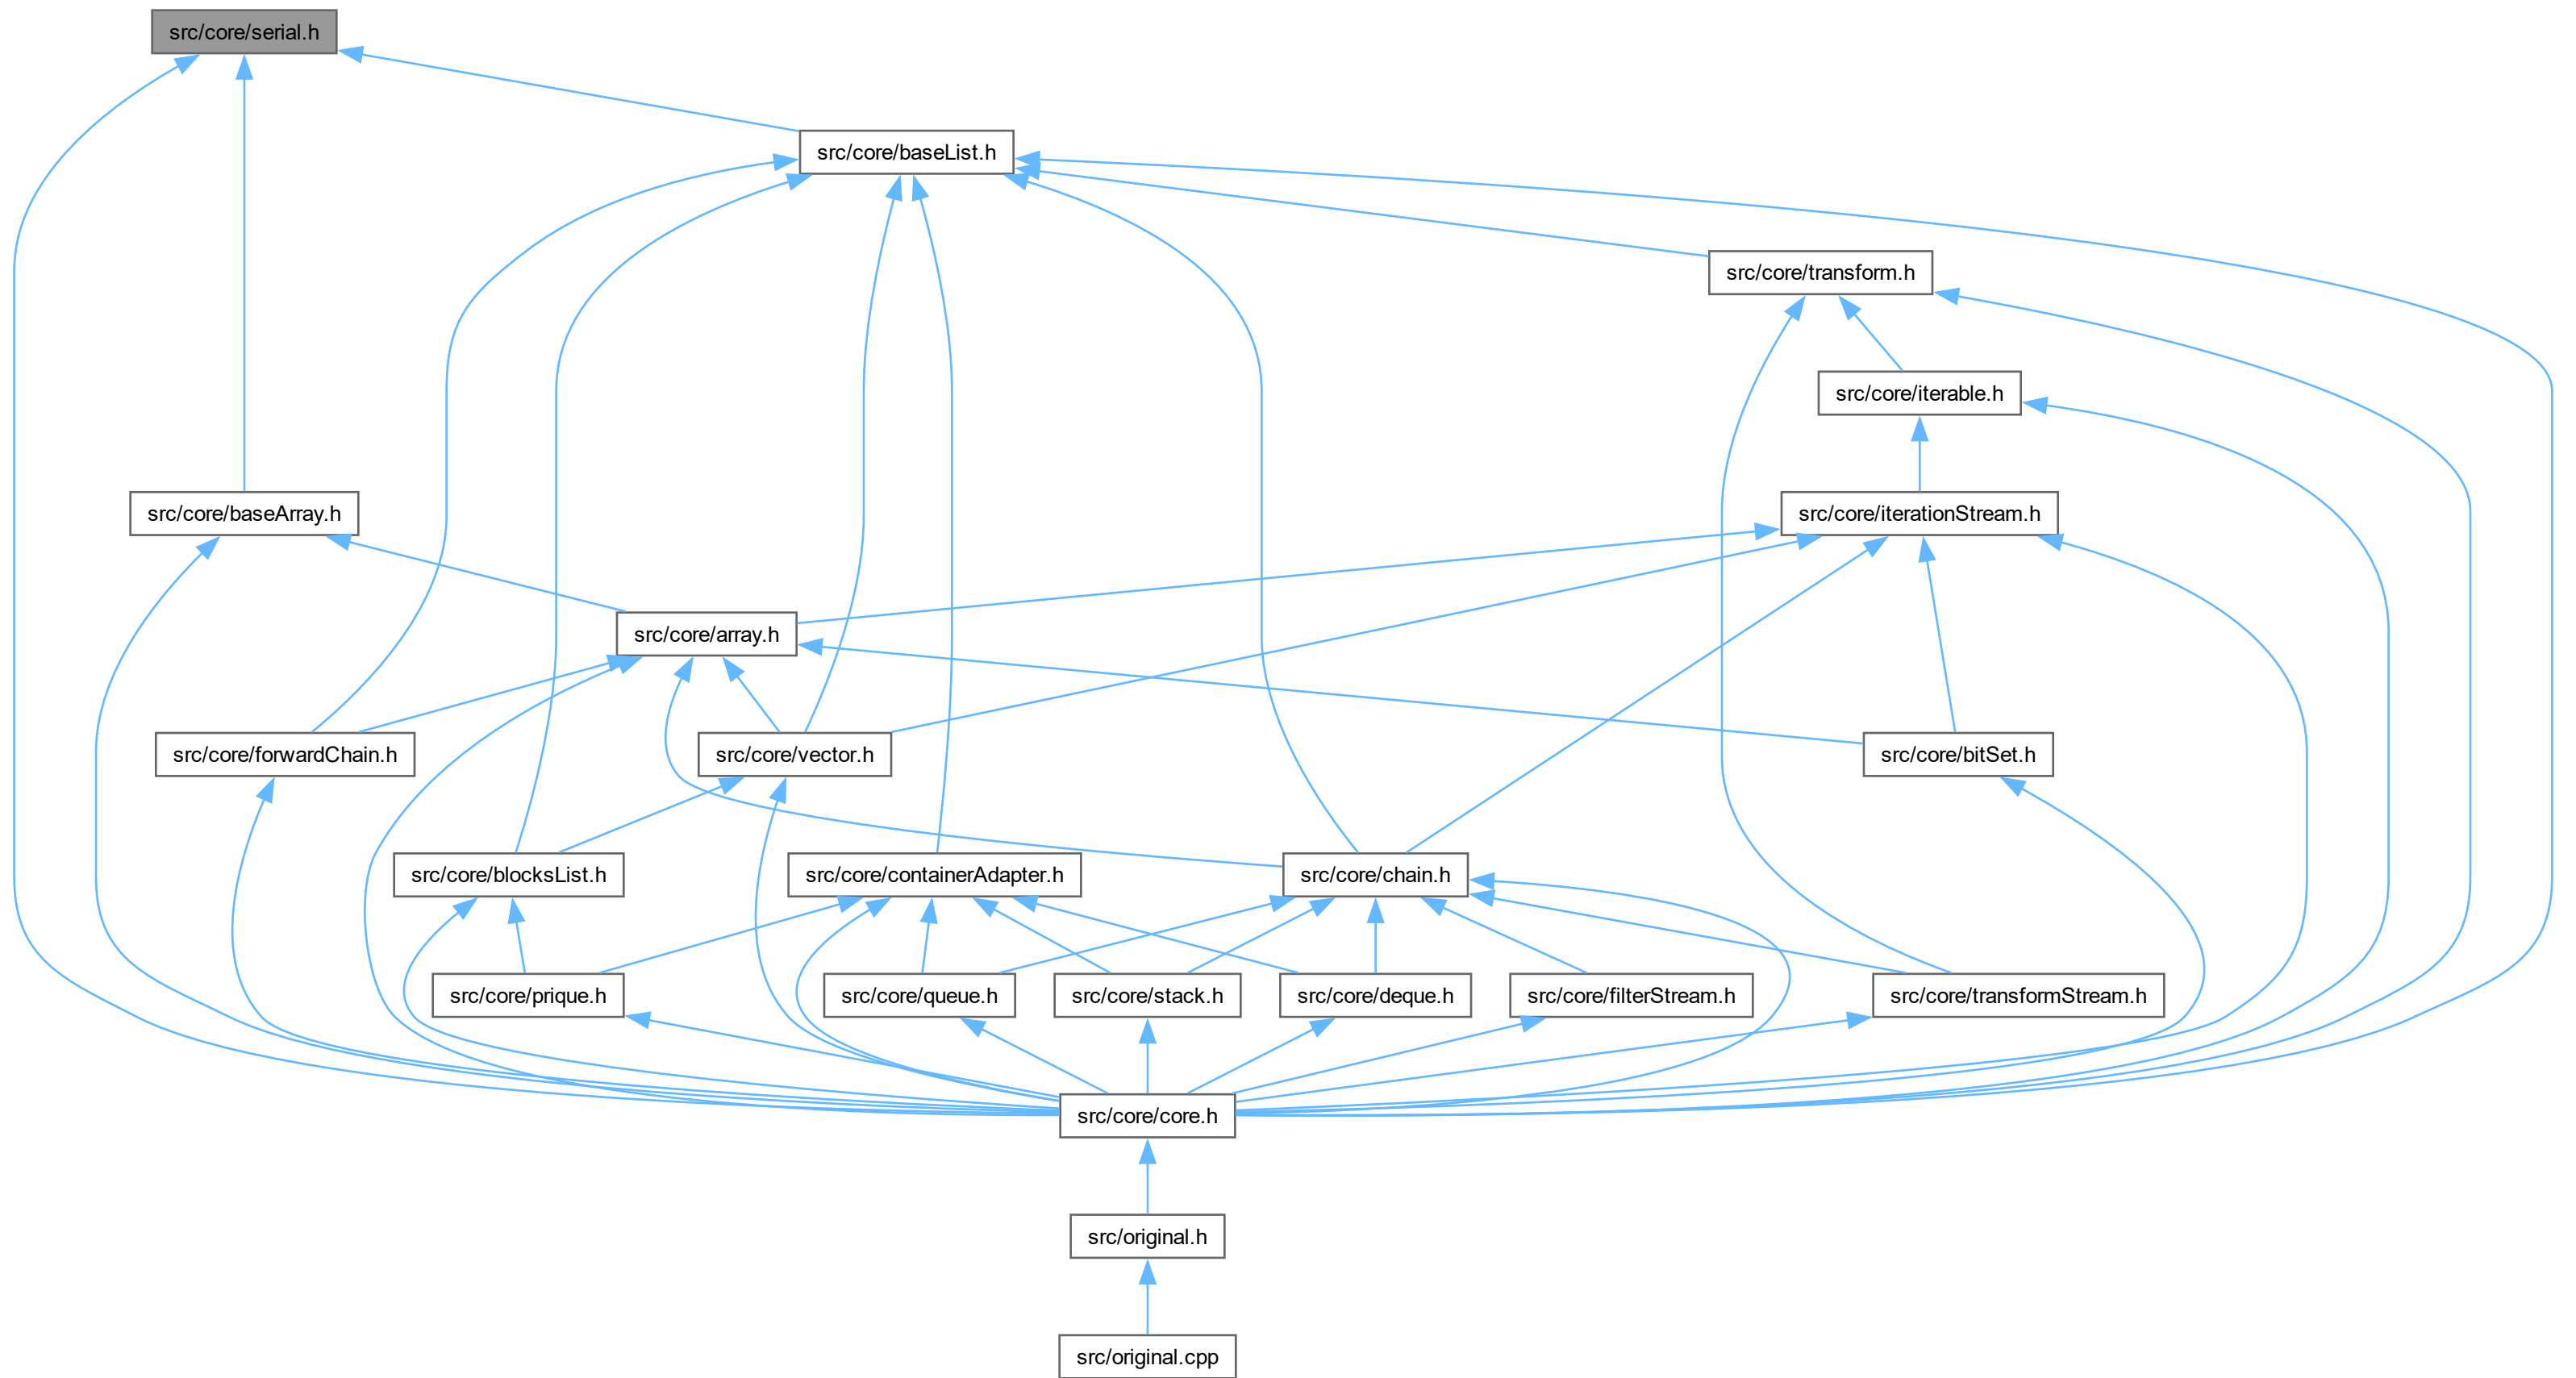 src/core/serial.h
src/core/baseList.h
src/core/transform.h
src/core/iterable.h
src/core/baseArray.h
src/core/iterationStream.h
src/core/array.h
src/core/forwardChain.h
src/core/vector.h
src/core/bitSet.h
src/core/blocksList.h
src/core/containerAdapter.h
src/core/chain.h
src/core/prique.h
src/core/queue.h
src/core/stack.h
src/core/deque.h
src/core/filterStream.h
src/core/transformStream.h
src/core/core.h
src/original.h
src/original.cpp